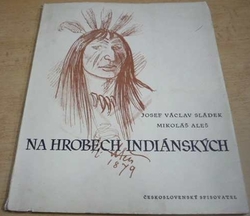 JOSEF VÁCLAV SLÁDEK
MIKOLÁŠ ALEŠ
NA HROBECH INDIÁNSKÝCH
1879
ČESKOSLOVENSKÝ SPISOVATEL